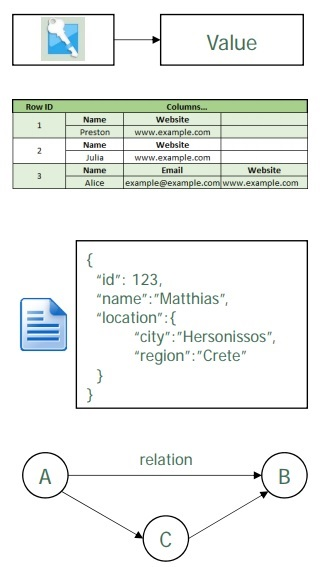 Value
Row ID Columns...
1 Name Website
Preston www.example.com
2 Name Website
Julia www.example.com
3 Name Email Website
Alice example@example.com www.example.com
{
"id": 123,
"name":"Matthias",
"location":{
"city":"Hersonissos",
"region":"Crete"
}
}
relation
A B
C